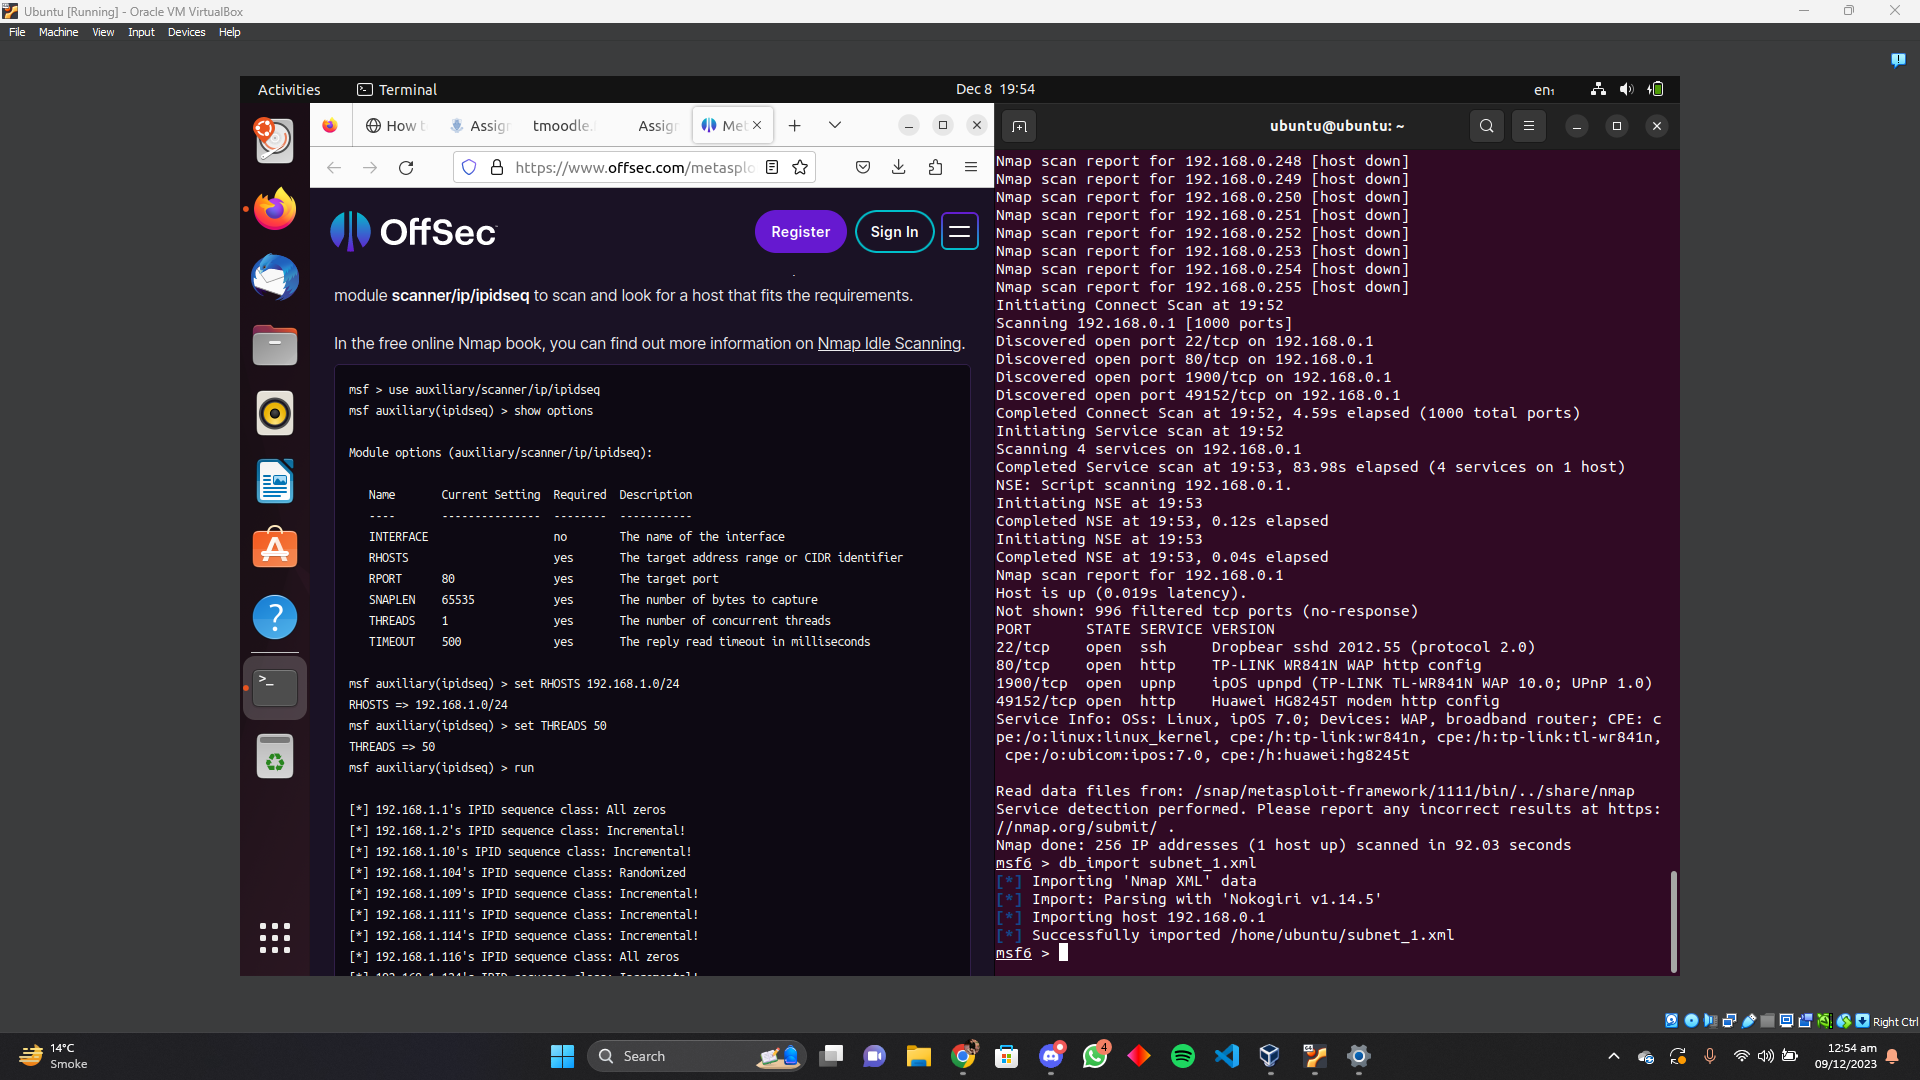 Ubuntu [Running] - Oracle VM VirtualBox
File Machine View Input Devices Help
Activities Terminal Dec 8 19:54 en1
How t Assign tmoodle. Assign Met
https://www.offsec.com/metasplo
OffSec Register Sign In
module scanner/ip/ipidseq to scan and look for a host that fits the requirements.
In the free online Nmap book, you can find out more information on Nmap Idle Scanning.
msf > use auxiliary/scanner/ip/ipidseq
msf auxiliary(ipidseq) > show options
Module options (auxiliary/scanner/ip/ipidseq):
Name Current Setting Required Description
---- --------------- -------- -----------
INTERFACE no The name of the interface
RHOSTS yes The target address range or CIDR identifier
RPORT 80 yes The target port
SNAPLEN 65535 yes The number of bytes to capture
THREADS 1 yes The number of concurrent threads
TIMEOUT 500 yes The reply read timeout in milliseconds
msf auxiliary(ipidseq) > set RHOSTS 192.168.1.0/24
RHOSTS => 192.168.1.0/24
msf auxiliary(ipidseq) > set THREADS 50
THREADS => 50
msf auxiliary(ipidseq) > run
[*] 192.168.1.1's IPID sequence class: All zeros
[*] 192.168.1.2's IPID sequence class: Incremental!
[*] 192.168.1.10's IPID sequence class: Incremental!
[*] 192.168.1.104's IPID sequence class: Randomized
[*] 192.168.1.109's IPID sequence class: Incremental!
[*] 192.168.1.111's IPID sequence class: Incremental!
[*] 192.168.1.114's IPID sequence class: Incremental!
[*] 192.168.1.116's IPID sequence class: All zeros
ubuntu@ubuntu: ~
Nmap scan report for 192.168.0.248 [host down]
Nmap scan report for 192.168.0.249 [host down]
Nmap scan report for 192.168.0.250 [host down]
Nmap scan report for 192.168.0.251 [host down]
Nmap scan report for 192.168.0.252 [host down]
Nmap scan report for 192.168.0.253 [host down]
Nmap scan report for 192.168.0.254 [host down]
Nmap scan report for 192.168.0.255 [host down]
Initiating Connect Scan at 19:52
Scanning 192.168.0.1 [1000 ports]
Discovered open port 22/tcp on 192.168.0.1
Discovered open port 80/tcp on 192.168.0.1
Discovered open port 1900/tcp on 192.168.0.1
Discovered open port 49152/tcp on 192.168.0.1
Completed Connect Scan at 19:52, 4.59s elapsed (1000 total ports)
Initiating Service scan at 19:52
Scanning 4 services on 192.168.0.1
Completed Service scan at 19:53, 83.98s elapsed (4 services on 1 host)
NSE: Script scanning 192.168.0.1.
Initiating NSE at 19:53
Completed NSE at 19:53, 0.12s elapsed
Initiating NSE at 19:53
Completed NSE at 19:53, 0.04s elapsed
Nmap scan report for 192.168.0.1
Host is up (0.019s latency).
Not shown: 996 filtered tcp ports (no-response)
PORT STATE SERVICE VERSION
22/tcp open ssh Dropbear sshd 2012.55 (protocol 2.0)
80/tcp open http TP-LINK WR841N WAP http config
1900/tcp open upnp ipOS upnpd (TP-LINK TL-WR841N WAP 10.0; UPnP 1.0)
49152/tcp open http Huawei HG8245T modem http config
Service Info: OSs: Linux, ipOS 7.0; Devices: WAP, broadband router; CPE: c
pe:/o:linux:linux_kernel, cpe:/h:tp-link:wr841n, cpe:/h:tp-link:tl-wr841n,
cpe:/o:ubicom:ipos:7.0, cpe:/h:huawei:hg8245t
Read data files from: /snap/metasploit-framework/1111/bin/../share/nmap
Service detection performed. Please report any incorrect results at https:
//nmap.org/submit/ .
Nmap done: 256 IP addresses (1 host up) scanned in 92.03 seconds
msf6 > db_import subnet_1.xml
[*] Importing 'Nmap XML' data
[*] Import: Parsing with 'Nokogiri v1.14.5'
[*] Importing host 192.168.0.1
[*] Successfully imported /home/ubuntu/subnet_1.xml
msf6 >
Right Ctrl
14°C
Smoke
Search
4
12:54 am
09/12/2023